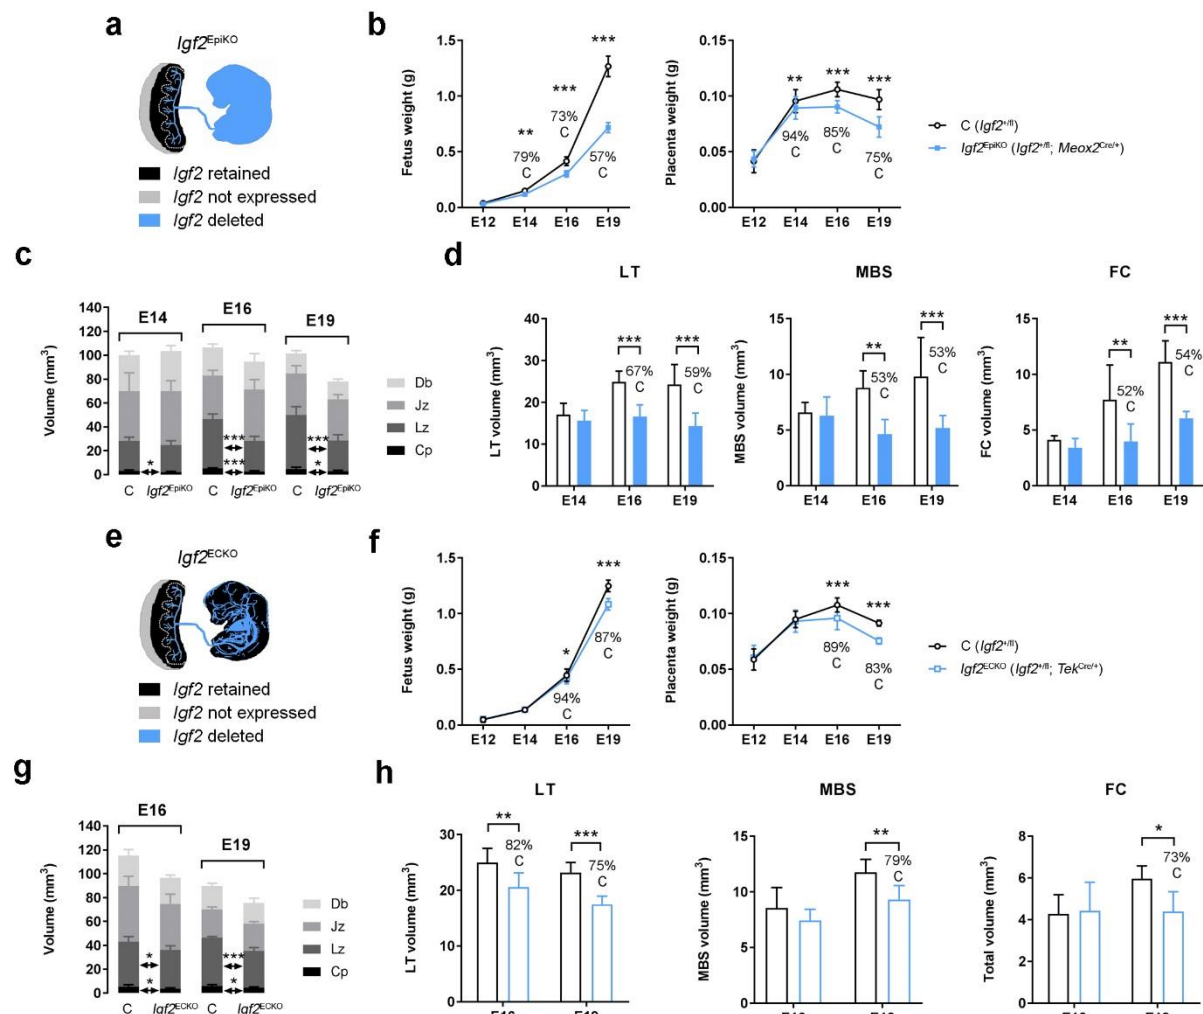 a
Igf2EpiKO
Igf2 retained
Igf2 not expressed
Igf2 deleted
b
Fetus weight (g)
1.5
1.0
0.5
0.0
E12 E14 E16 E19
**
79%
C
***
73%
C
***
57%
C
Placenta weight (g)
0.15
0.10
0.05
0.00
E12 E14 E16 E19
** *** ***
94%
C
85%
C
75%
C
C (Igf2+/fl)
Igf2EpiKO (Igf2+/fl; Meox2Cre/+)
c
Volume (mm3)
140
120
100
80
60
40
20
0
E14 E16 E19
*
***
***
***
*
C Igf2EpiKO C Igf2EpiKO C Igf2EpiKO
Db
Jz
Lz
Cp
d
LT
LT volume (mm3)
40
30
20
10
0
*** ***
67%
C
59%
C
E14 E16 E19
MBS
MBS volume (mm3)
15
10
5
0
** ***
53%
C
53%
C
E14 E16 E19
FC
FC volume (mm3)
15
10
5
0
** ***
52%
C
54%
C
E14 E16 E19
e
Igf2ECKO
Igf2 retained
Igf2 not expressed
Igf2 deleted
f
Fetus weight (g)
1.5
1.0
0.5
0.0
E12 E14 E16 E19
* ***
94%
C
87%
C
Placenta weight (g)
0.15
0.10
0.05
0.00
E12 E14 E16 E19
*** ***
89%
C
83%
C
C (Igf2+/fl)
Igf2ECKO (Igf2+/fl; TekCre/+)
g
Volume (mm3)
140
120
100
80
60
40
20
0
E16 E19
*
*
***
*
C Igf2ECKO C Igf2ECKO
Db
Jz
Lz
Cp
h
LT
LT volume (mm3)
30
20
10
0
** ***
82%
C
75%
C
E16 E19
MBS
MBS volume (mm3)
15
10
5
0
**
79%
C
E16 E19
FC
Total volume (mm3)
8
6
4
2
0
*
73%
C
E16 E19